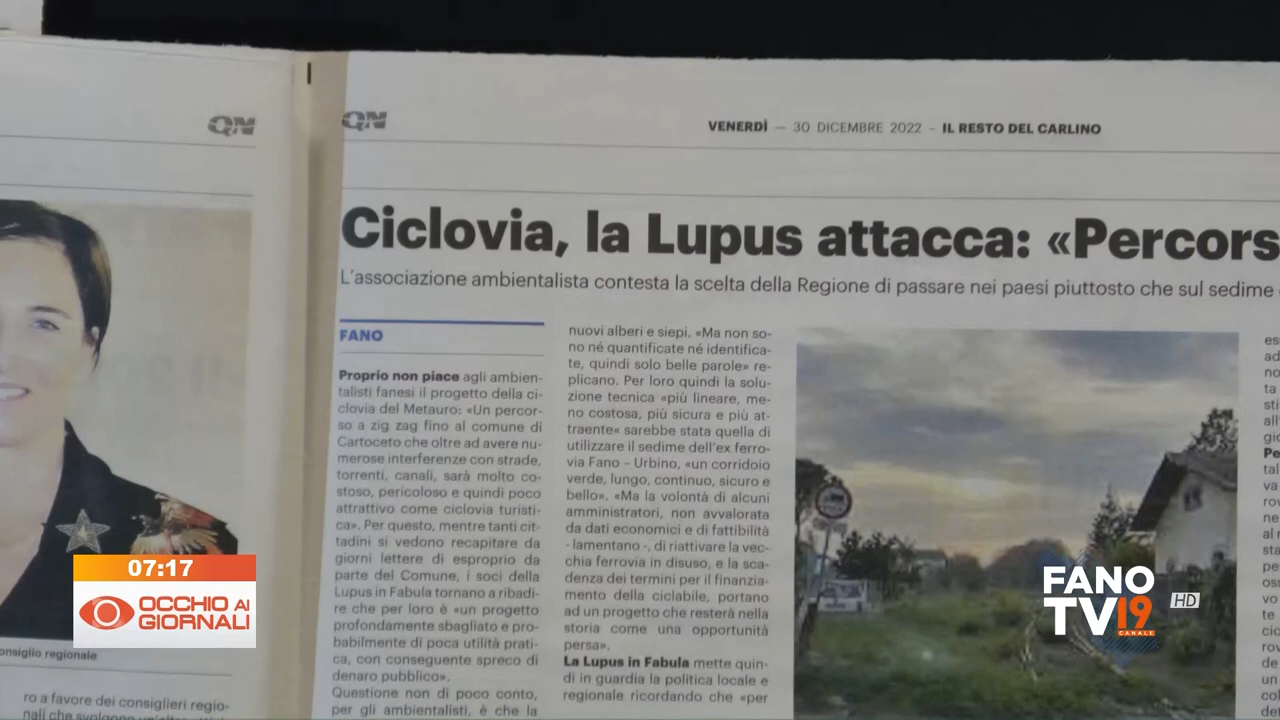 QN
QN
VENERDÌ — 30 DICEMBRE 2022 – IL RESTO DEL CARLINO
Ciclovia, la Lupus attacca: «Percors
L'associazione ambientalista contesta la scelta della Regione di passare nei paesi piuttosto che sul sedime
FANO
Proprio non piace agli ambien-
talisti fanesi il progetto della ci-
clovia del Metauro: «Un percor-
so a zig zag fino al comune di
Cartoceto che oltre ad avere nu-
merose interferenze con strade,
torrenti, canali, sarà molto co-
stoso, pericoloso e quindi poco
attrattivo come ciclovia turisti-
ca». Per questo, mentre tanti cit-
tadini si vedono recapitare da
giorni lettere di esproprio da
parte del Comune, i soci della
Lupus in Fabula tornano a ribadi-
re che per loro è «un progetto
profondamente sbagliato e pro-
babilmente di poca utilità prati-
ca, con conseguente spreco di
denaro pubblico».
Questione non di poco conto,
per gli ambientalisti, è che la
nuovi alberi e siepi. «Ma non so-
no né quantificate né identifica-
te, quindi solo belle parole» re-
plicano. Per loro quindi la solu-
zione tecnica «più lineare, me-
no costosa, più sicura e più at-
traente« sarebbe stata quella di
utilizzare il sedime dell'ex ferro-
via Fano – Urbino, «un corridoio
verde, lungo, continuo, sicuro e
bello». «Ma la volontà di alcuni
amministratori, non avvalorata
da dati economici e di fattibilità
- lamentano -, di riattivare la vec-
chia ferrovia in disuso, e la sca-
denza dei termini per il finanzia-
mento della ciclabile, portano
ad un progetto che resterà nella
storia come una opportunità
persa».
La Lupus in Fabula mette quin-
di in guardia la politica locale e
regionale ricordando che «per
onsiglio regionale
ro a favore dei consiglieri regio-
07:17
OCCHIO AI
GIORNALI
FANO
TV19
CANALE
HD